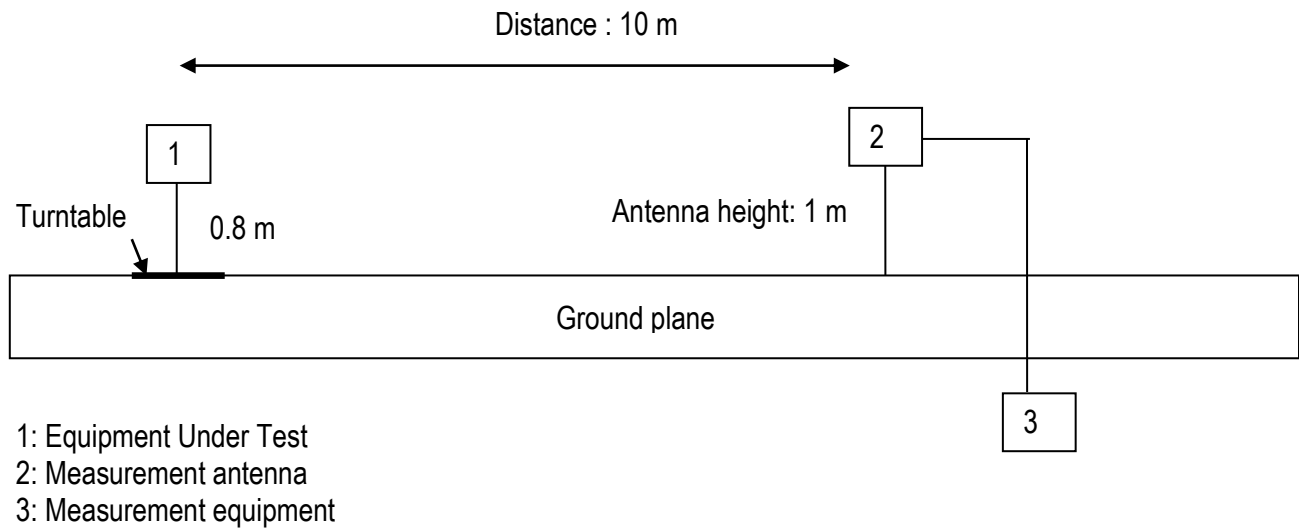 Distance : 10 m
1
2
Turntable
0.8 m
Antenna height: 1 m
Ground plane
3
1: Equipment Under Test
2: Measurement antenna
3: Measurement equipment